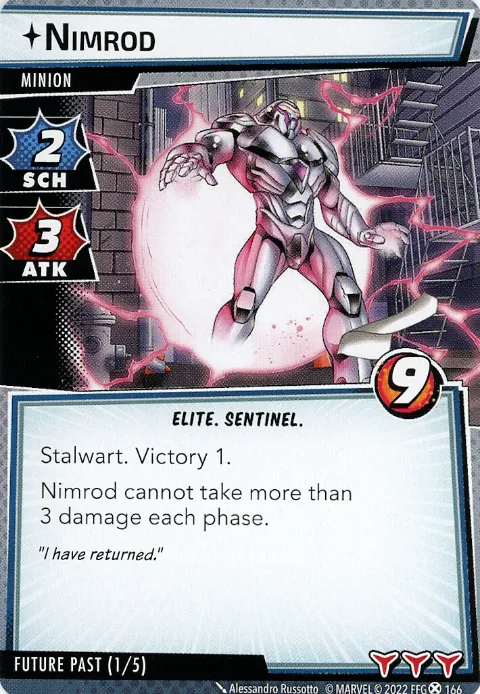 Nimrod
MINION
2
SCH
3
ATK
9
ELITE. SENTINEL.
Stalwart. Victory 1.
Nimrod cannot take more than
3 damage each phase.
"I have returned."
FUTURE PAST (1/5)
Alessandro Russotto © MARVEL © 2022 FFG 166